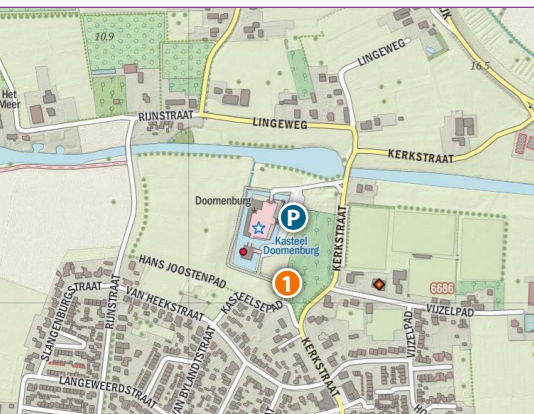 10.9
LINGEWEG
16.5
Het
Meer
RIJNSTRAAT
LINGEWEG
KERKSTRAAT
Doornenburg
P
Kasteel
Doornenburg
KERKSTRAAT
HANS JOOSTENPAD
1
6686
SLANGENBURGSTRAAT
RIJNSTRAAT
VAN HEEKSTRAAT
KASTEELSEPAD
VIJZELPAD
VIJZELPAD
KERKSTRAAT
LANGEWEERDSTRAAT
VAN BYLANDTSTRAAT